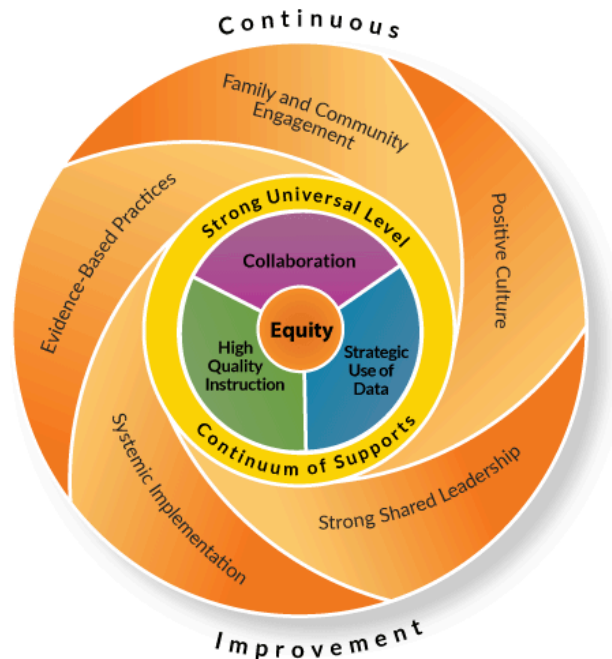 Continuous
Family and Community
Engagement
Positive Culture
Evidence-Based Practices
Strong Universal Level
Collaboration
Equity
High
Quality
Instruction
Strategic
Use of
Data
Continuum of Supports
Systemic Implementation
Strong Shared Leadership
Improvement